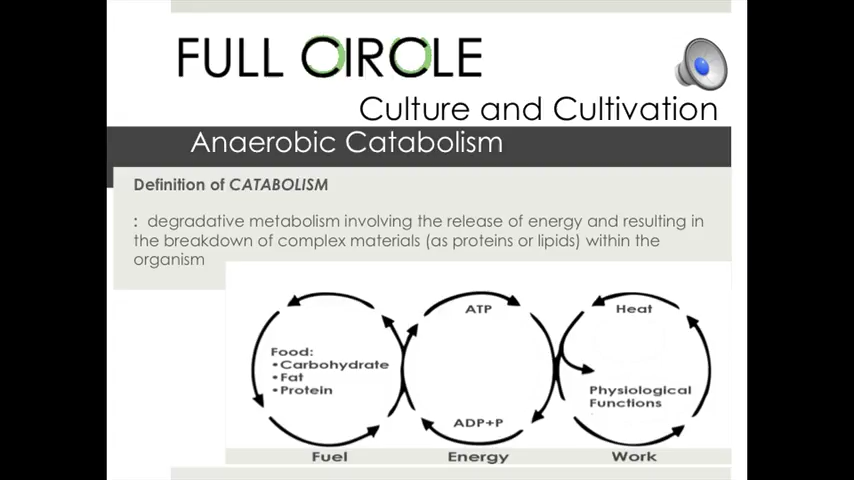 FULL CIRCLE
Culture and Cultivation
Anaerobic Catabolism
Definition of CATABOLISM
: degradative metabolism involving the release of energy and resulting in
the breakdown of complex materials (as proteins or lipids) within the
organism
ATP
Heat
Food:
•Carbohydrate
•Fat
•Protein
Physiological
Functions
ADP+P
Fuel
Energy
Work